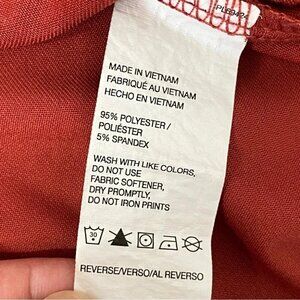 MADE IN VIETNAM
FABRIQUÉ AU VIETNAM
HECHO EN VIETNAM
95% POLYESTER /
POLIÉSTER
5% SPANDEX
WASH WITH LIKE COLORS,
DO NOT USE
FABRIC SOFTENER,
DRY PROMPTLY,
DO NOT IRON PRINTS
30
REVERSE/VERSO/AL REVERSO